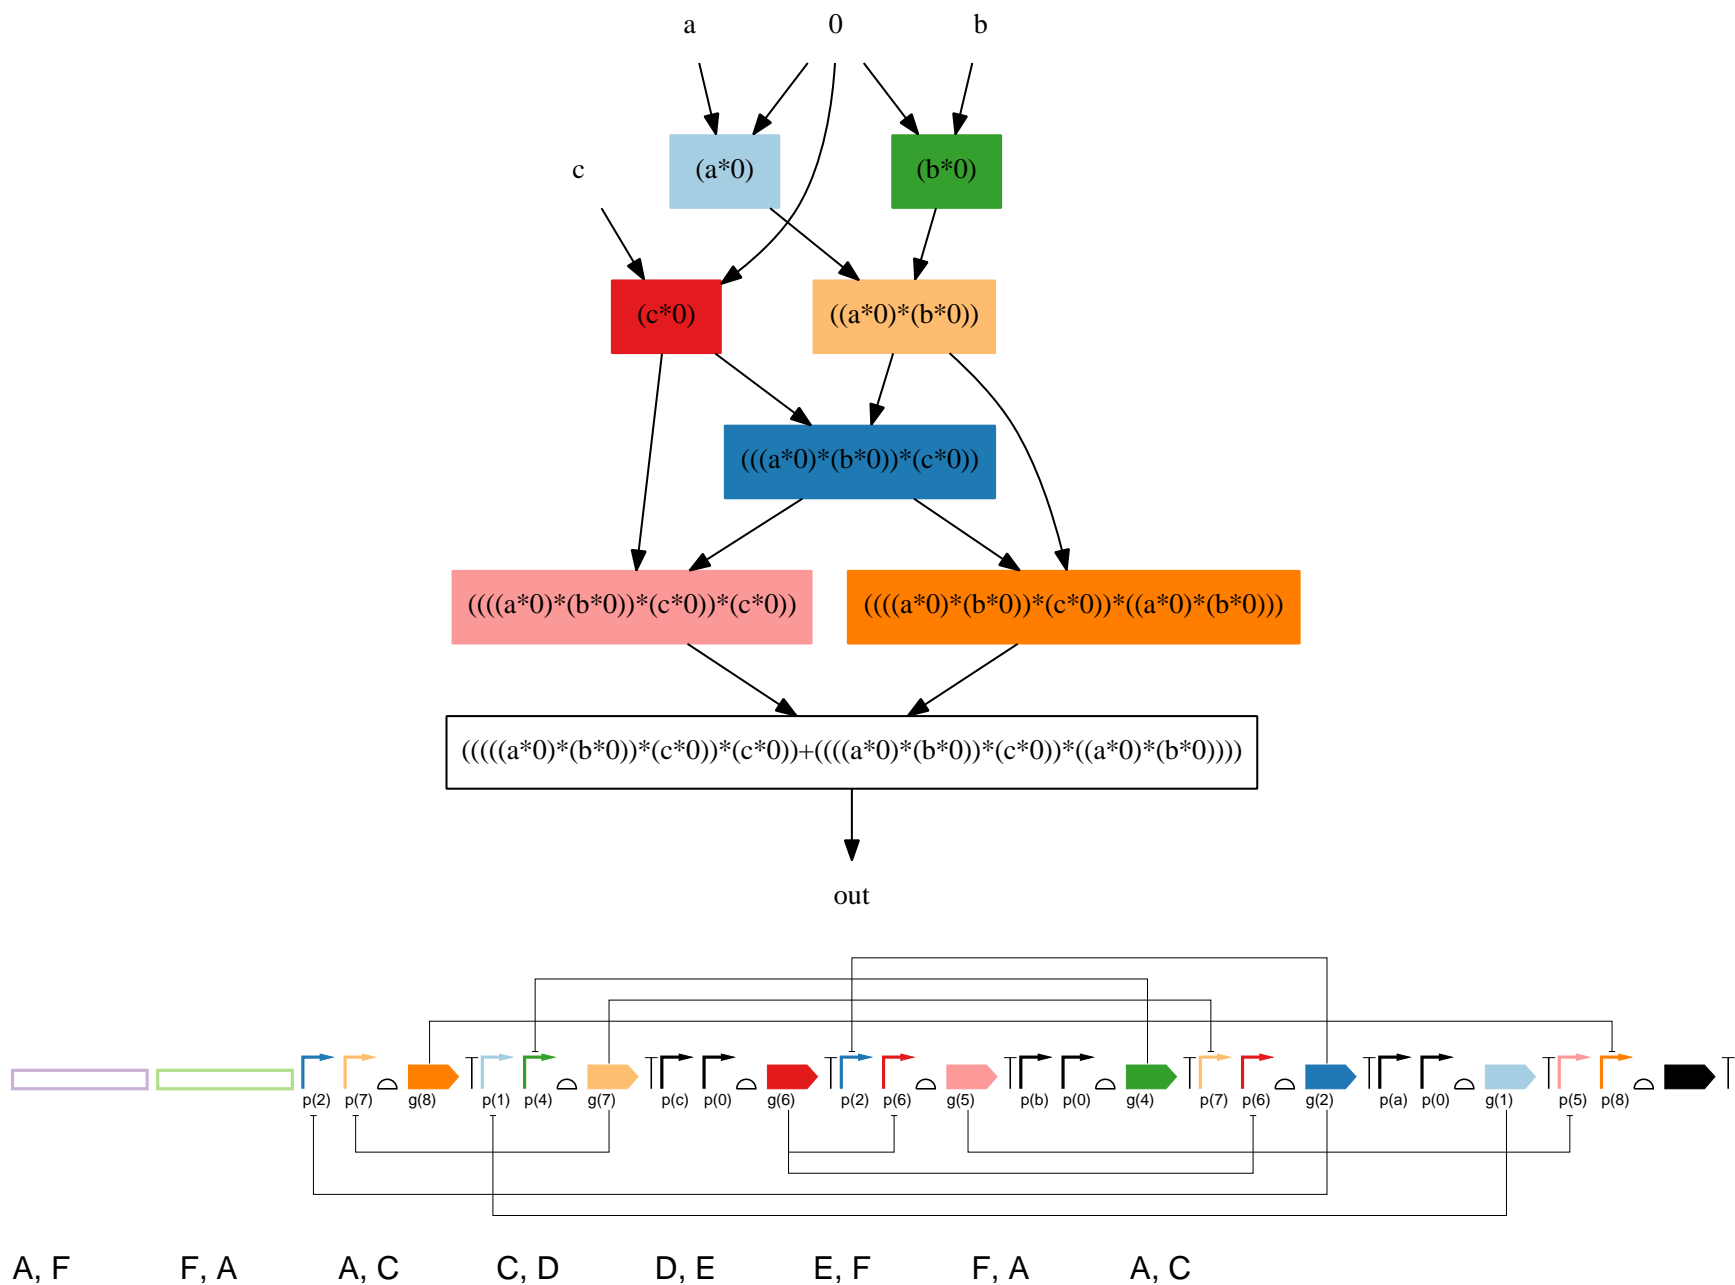 a 0 b
(a*0) (b*0)
c
(c*0) ((a*0)*(b*0))
(((a*0)*(b*0))*(c*0))
((((a*0)*(b*0))*(c*0))*(c*0)) ((((a*0)*(b*0))*(c*0))*((a*0)*(b*0)))
(((((a*0)*(b*0))*(c*0))*(c*0))+((((a*0)*(b*0))*(c*0))*((a*0)*(b*0))))
out
p(2) p(7) g(8) p(1) p(4) g(7) p(c) p(0) g(6) p(2) p(6) g(5) p(b) p(0) g(4) p(7) p(6) g(2) p(a) p(0) g(1) p(5) p(8)
A, F F, A A, C C, D D, E E, F F, A A, C